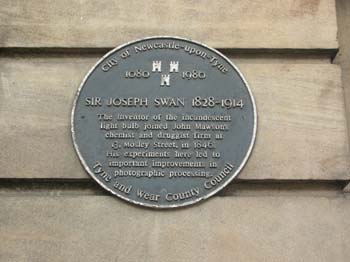 City of Newcastle-upon-Tyne
1080 1980
SIR JOSEPH SWAN 1828-1914
The inventor of the incandescent
light bulb joined John Mawson's
chemist and druggist firm at
13, Mosley Street, in 1846.
His experiments here led to
important improvements in
photographic processing.
Tyne and Wear County Council